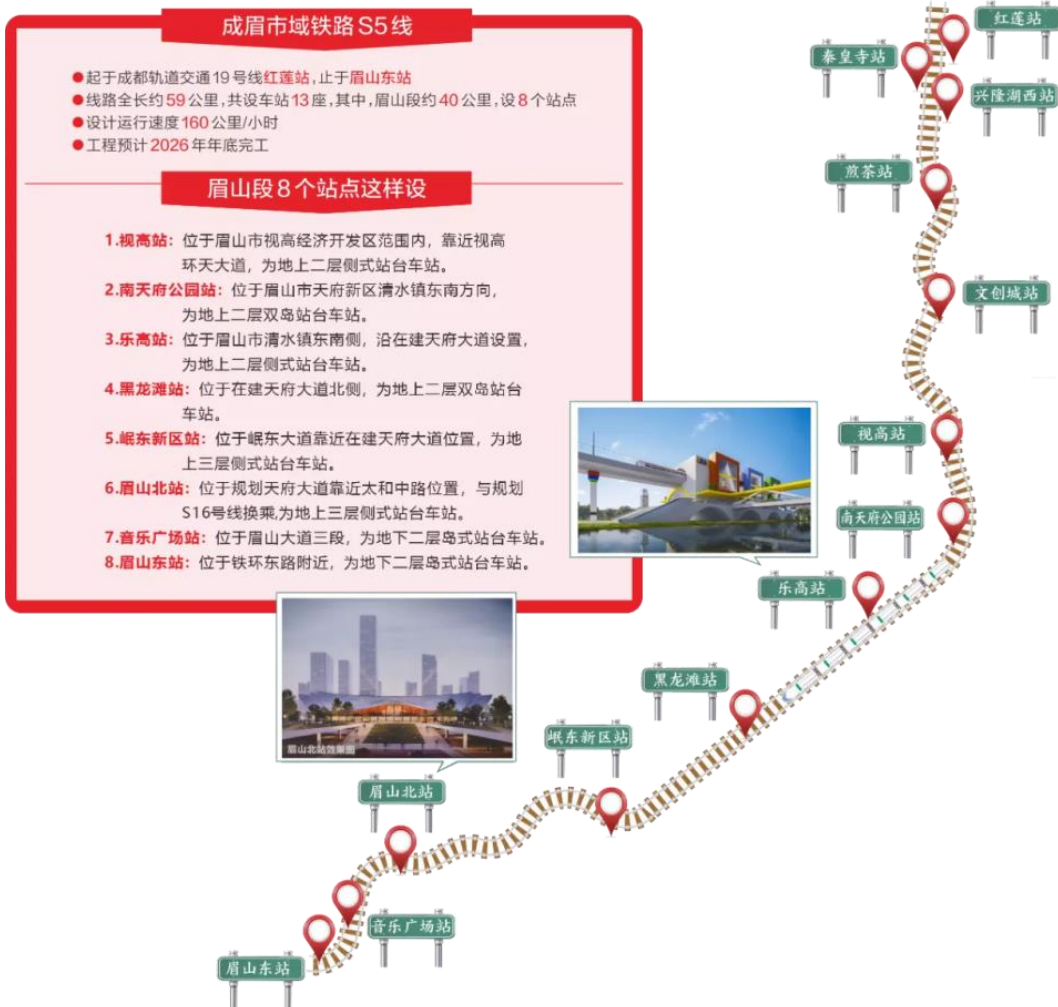 成眉市域铁路S5线
●起于成都轨道交通19号线红莲站,止于眉山东站
●线路全长约59公里,共设车站13座,其中,眉山段约40公里,设8个站点
●设计运行速度160公里/小时
●工程预计2026年年底完工
眉山段8个站点这样设
1.视高站：位于眉山市视高经济开发区范围内，靠近视高
环天大道，为地上二层侧式站台车站。
2.南天府公园站：位于眉山市天府新区清水镇东南方向，
为地上二层双岛站台车站。
3.乐高站：位于眉山市清水镇东南侧，沿在建天府大道设置，
为地上二层侧式站台车站。
4.黑龙滩站：位于在建天府大道北侧，为地上二层双岛站台
车站。
5.岷东新区站：位于岷东大道靠近在建天府大道位置，为地
上三层侧式站台车站。
6.眉山北站：位于规划天府大道靠近太和中路位置，与规划
S16号线换乘,为地上三层侧式站台车站。
7.音乐广场站：位于眉山大道三段，为地下二层岛式站台车站。
8.眉山东站：位于铁环东路附近，为地下二层岛式站台车站。
红莲站
秦皇寺站
兴隆湖西站
煎茶站
文创城站
视高站
南天府公园站
乐高站
黑龙滩站
岷东新区站
眉山北站效果图
眉山北站
音乐广场站
眉山东站